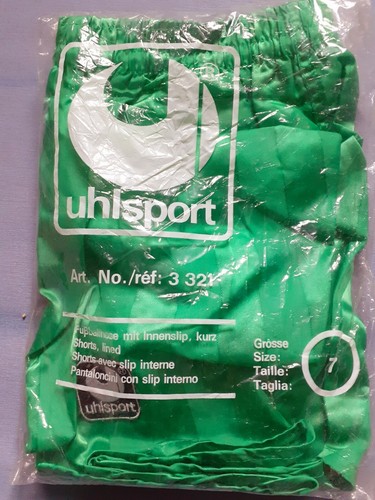 uhlsport
Art. No./réf: 3 321
Fußballhose mit Innenslip, kurz
Shorts, lined
Shorts avec slip interne
Pantaloncini con slip interno
Grösse
Size:
Taille:
Taglia:
7
uhlsport